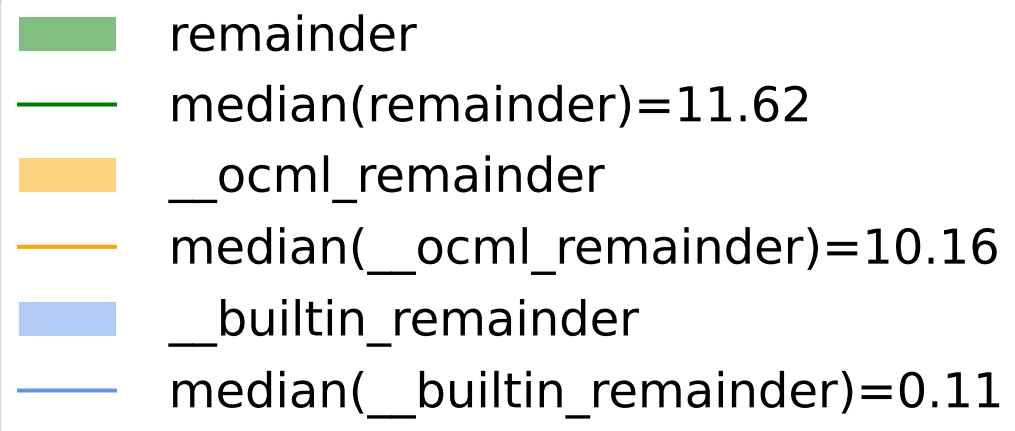 remainder
median(remainder)=11.62
__ocml_remainder
median(__ocml_remainder)=10.16
__builtin_remainder
median(__builtin_remainder)=0.11